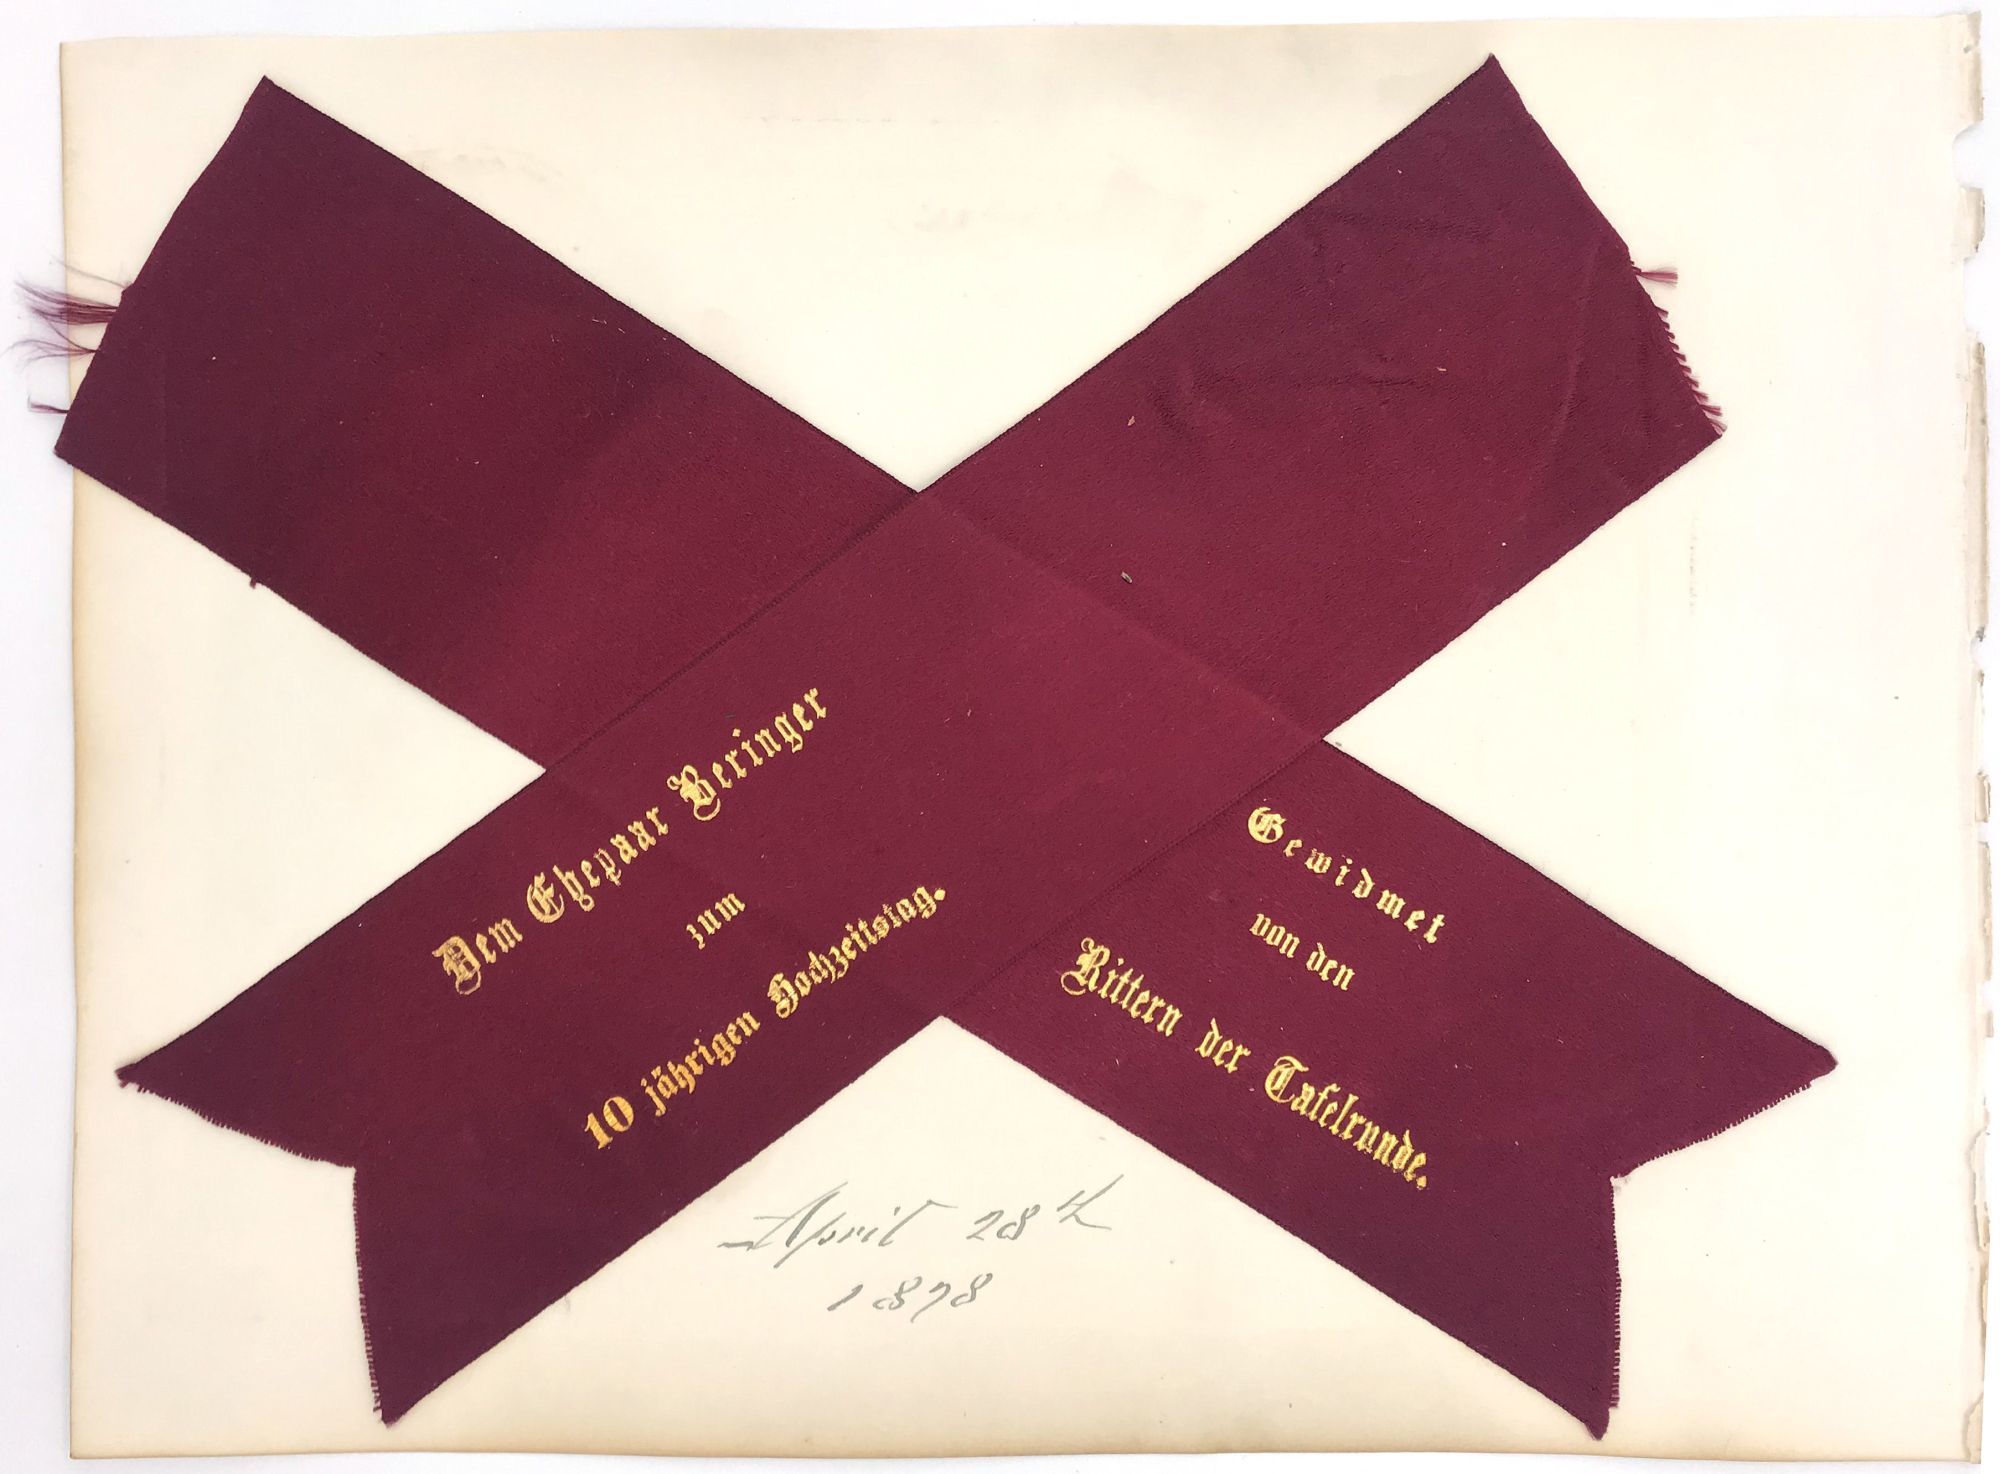 Dem Ehepaar Beringer
zum
10 jährigen Hochzeitstag.
Gewidmet
von den
Rittern der Tafelrunde.
April 28th
1878